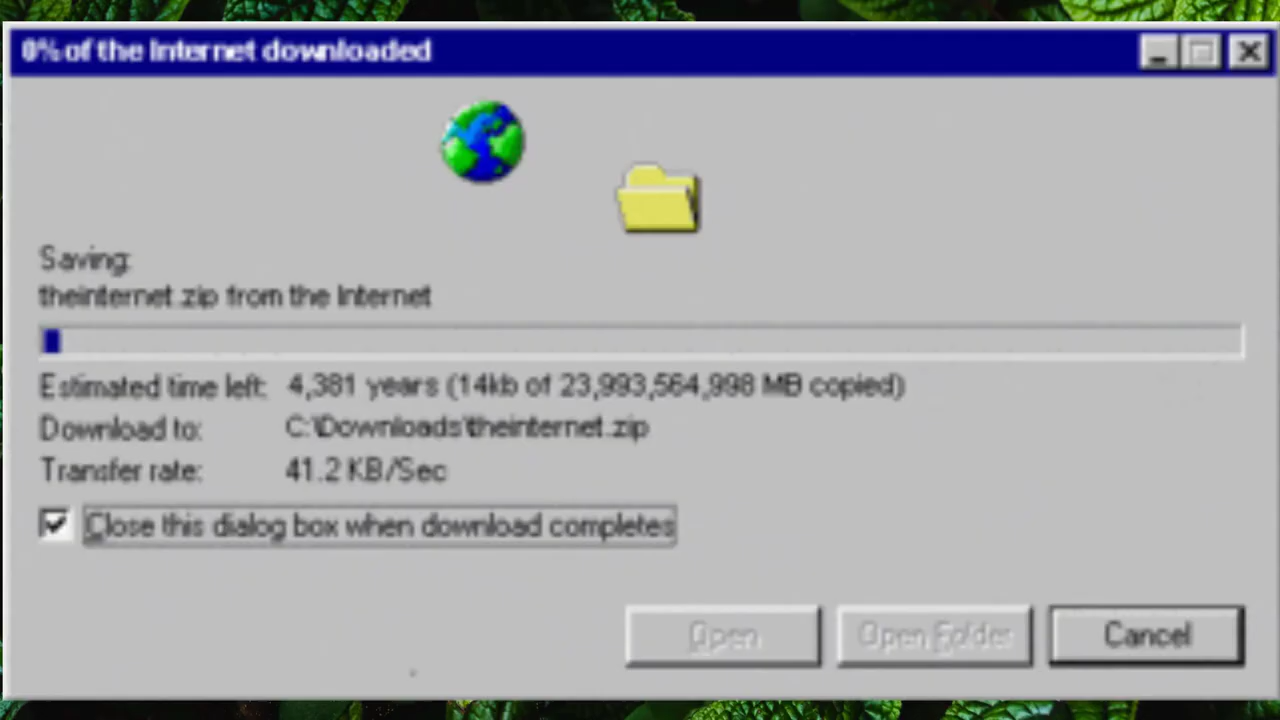 0% of the Internet downloaded
Saving:
theinternet.zip from the Internet
Estimated time left: 4,381 years (14kb of 23,993,564,998 MB copied)
Download to: C:\Downloads\theinternet.zip
Transfer rate: 41.2 KB/Sec
Close this dialog box when download completes
Open Open Folder Cancel